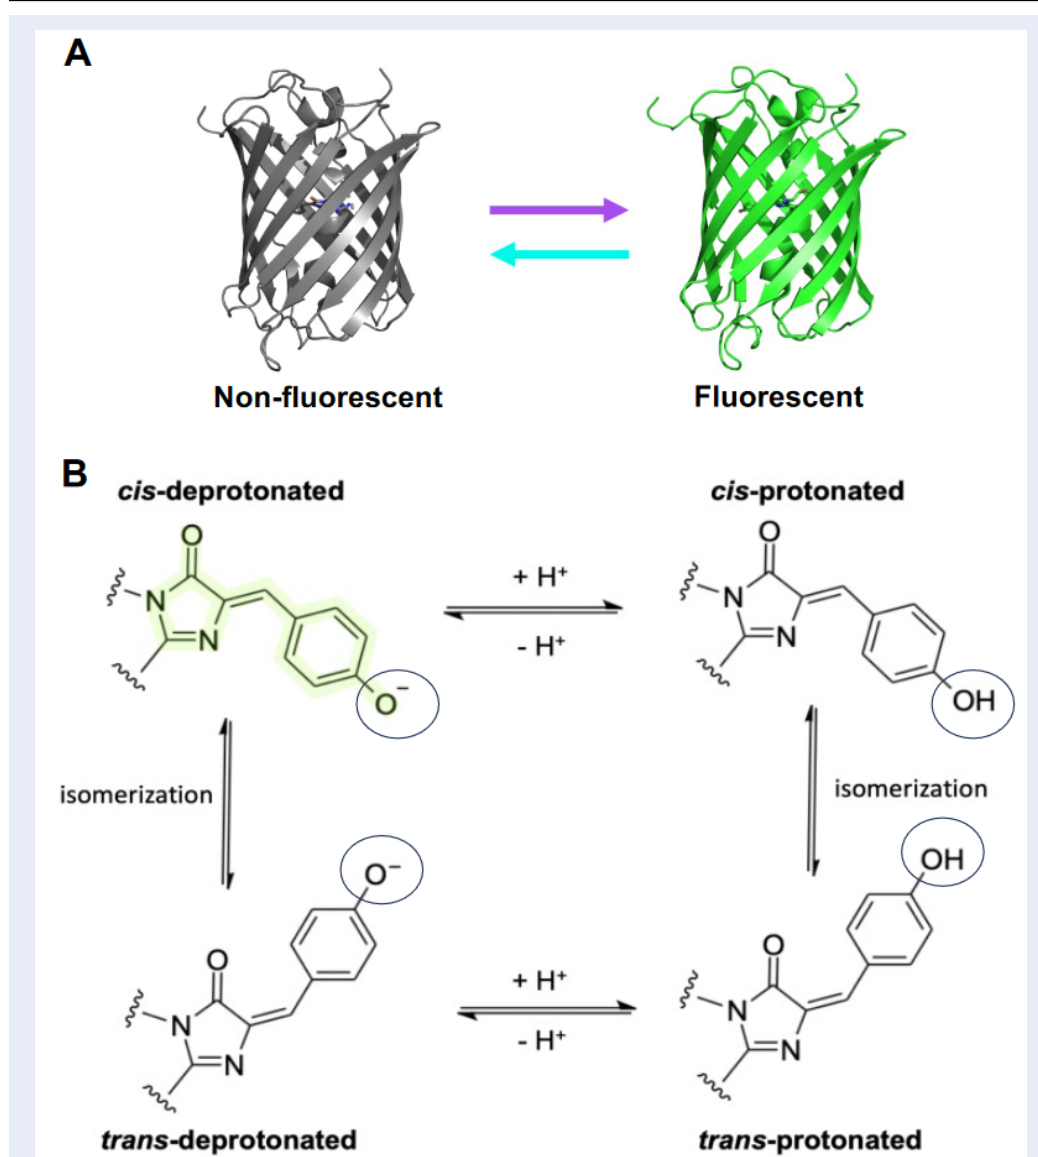 A
Non-fluorescent
Fluorescent
B
cis-deprotonated
cis-protonated
O
N
N
O⁻
+ H⁺
- H⁺
O
N
N
OH
isomerization
isomerization
O⁻
O
N
N
+ H⁺
- H⁺
OH
O
N
N
trans-deprotonated
trans-protonated